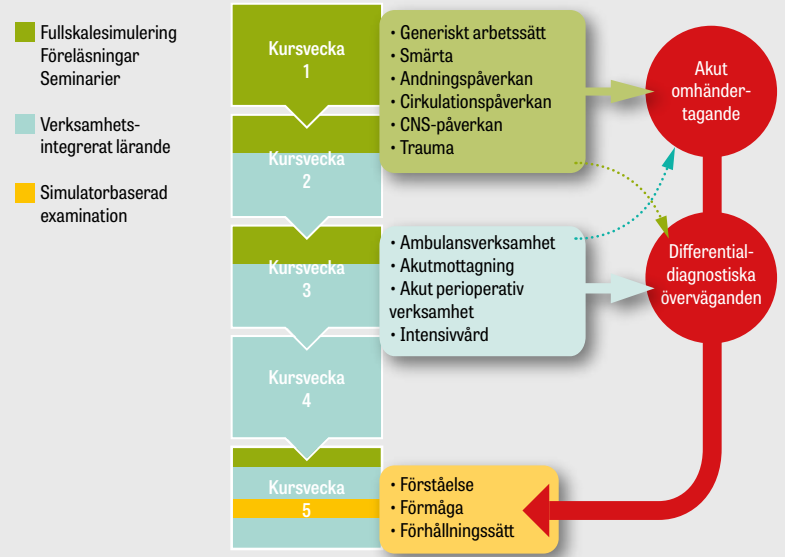 Fullskalesimulering
Föreläsningar
Seminarier
Verksamhets-
integrerat lärande
Simulatorbaserad
examination
Kursvecka
1
Kursvecka
2
Kursvecka
3
Kursvecka
4
Kursvecka
5
• Generiskt arbetssätt
• Smärta
• Andningspåverkan
• Cirkulationspåverkan
• CNS-påverkan
• Trauma
• Ambulansverksamhet
• Akutmottagning
• Akut perioperativ
verksamhet
• Intensivvård
• Förståelse
• Förmåga
• Förhållningssätt
Akut
omhänder-
tagande
Differential-
diagnostiska
överväganden